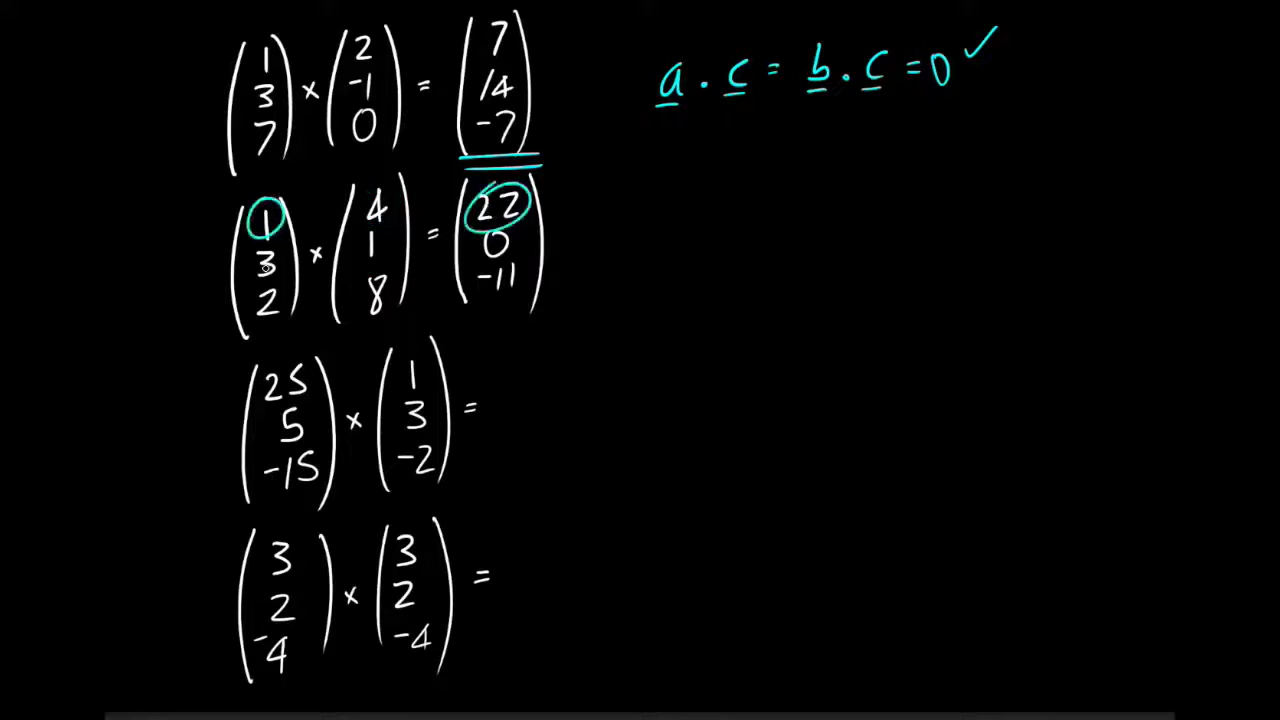 ( 1 ) × ( 2 ) = ( 7 ) a · c = b · c = 0 ✓
( 3 ) ( -1 ) ( 14 )
( 7 ) ( 0 ) ( -7 )
( 1 ) × ( 4 ) = ( 22 )
( 3 ) ( 1 ) ( 0 )
( 2 ) ( 8 ) ( -11 )
( 25 ) × ( 1 ) =
( 5 ) ( 3 )
( -15 ) ( -2 )
( 3 ) × ( 3 ) =
( 2 ) ( 2 )
( -4 ) ( -4 )